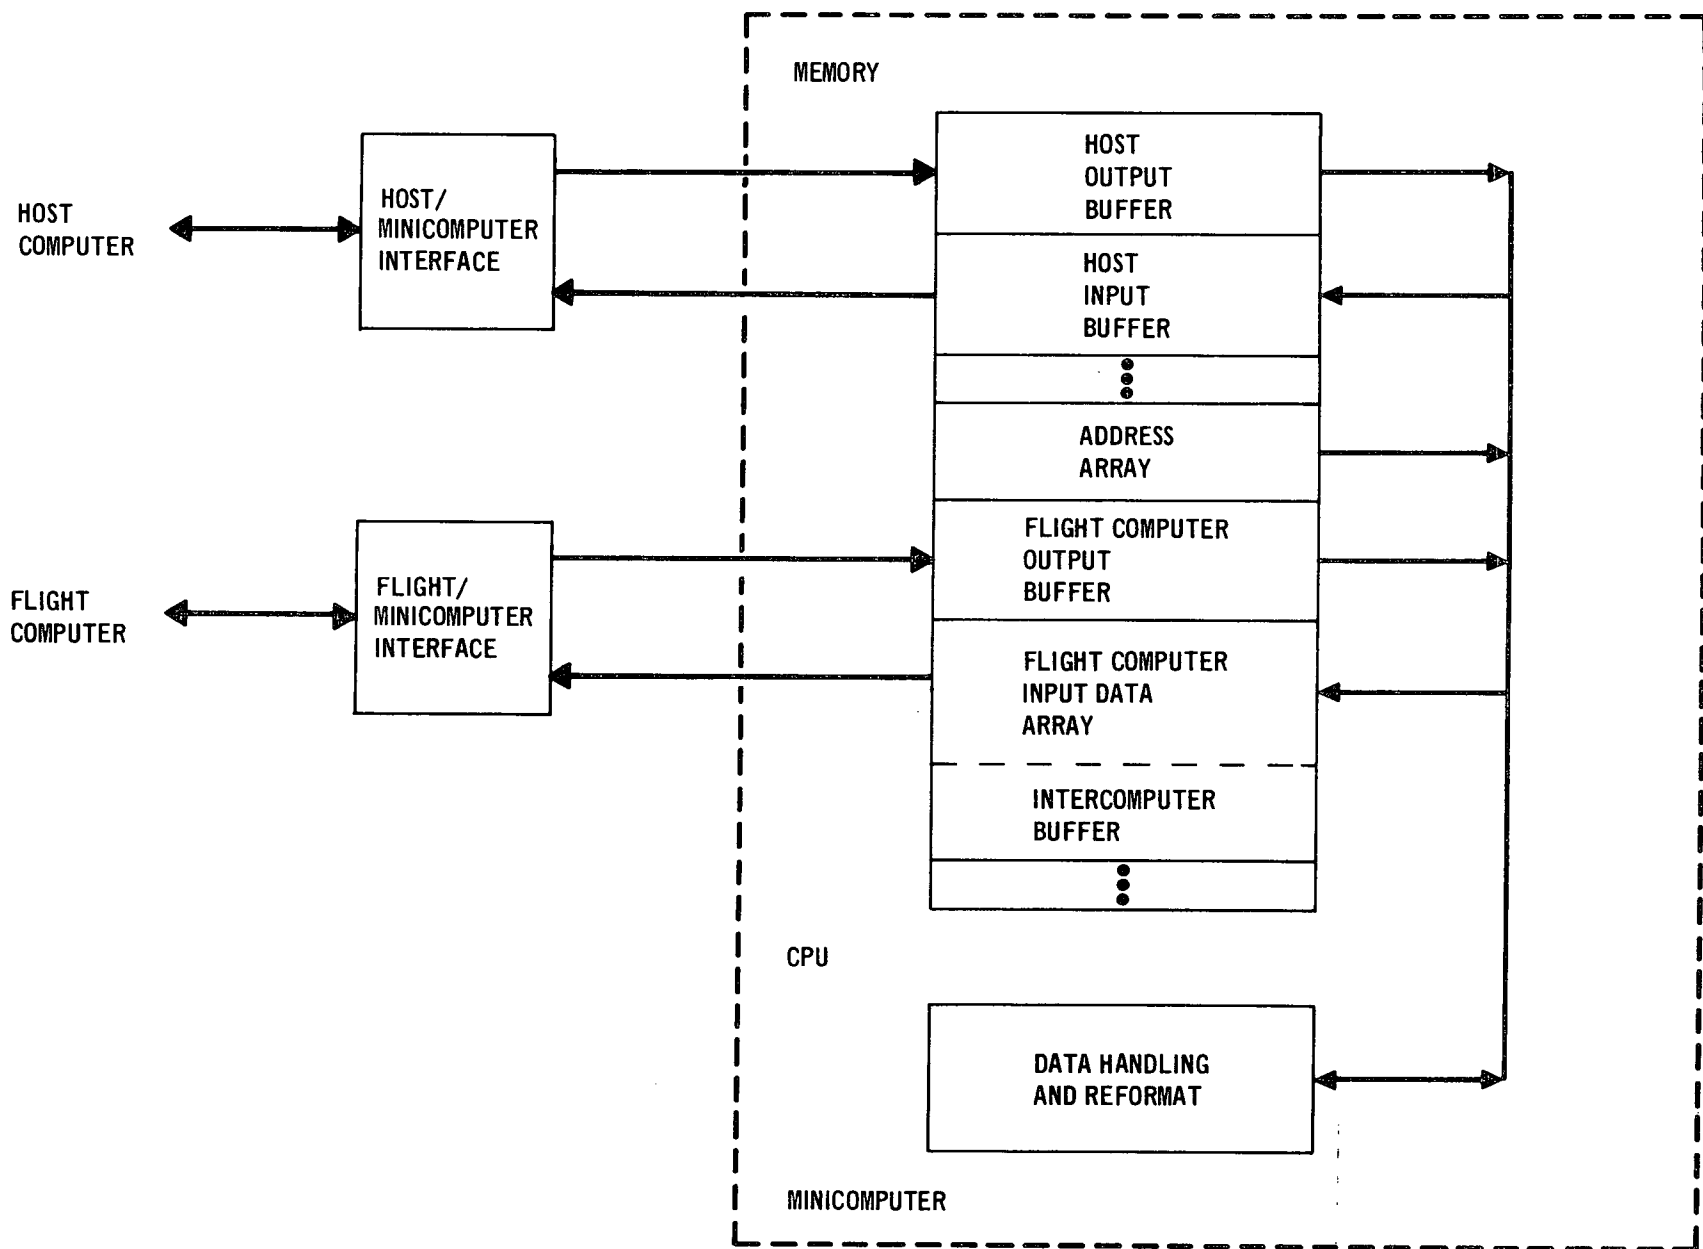 MEMORY
HOST
OUTPUT
BUFFER
HOST
COMPUTER
HOST/
MINICOMPUTER
INTERFACE
HOST
INPUT
BUFFER
ADDRESS
ARRAY
FLIGHT COMPUTER
OUTPUT
BUFFER
FLIGHT
COMPUTER
FLIGHT/
MINICOMPUTER
INTERFACE
FLIGHT COMPUTER
INPUT DATA
ARRAY
INTERCOMPUTER
BUFFER
CPU
DATA HANDLING
AND REFORMAT
MINICOMPUTER